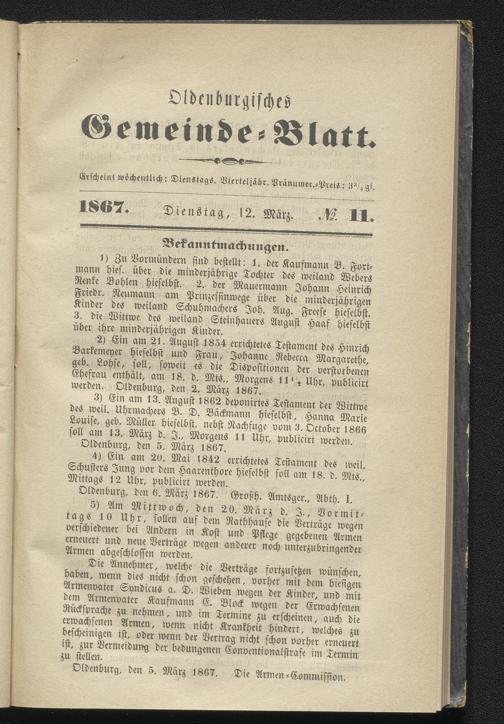 Oldenburgisches
Gemeinde-Blatt.
Erscheint wöchentlich: Dienstags. Vierteljähr. Pränumer.-Preis: 3¾ gſ.
1867. Dienstag, 12. März. № 11.
Bekanntmachungen.
1) Zu Vormündern sind bestellt: 1. der Kaufmann B. Fort-
mann hies. über die minderjährige Tochter des weiland Webers
Renke Bohlen hieselbst. 2. der Mauermann Johann Heinrich
Friedr. Neumann am Prinzessinwege über die minderjährigen
Kinder des weiland Schuhmachers Joh. Aug. Freese hieselbst.
3. die Wittwe des weiland Steinhauers August Haaf hieselbst
über ihre minderjährigen Kinder.
2) Ein am 21. August 1854 errichtetes Testament des Hinrich
Barkemeyer hieselbst und Frau, Johanne Rebecca Margarethe,
geb. Lohse, soll, soweit es die Dispositionen der verstorbenen
Ehefrau enthält, am 18. d. Mts., Morgens 11¼ Uhr, publicirt
werden. Oldenburg, den 2. März 1867.
3) Ein am 13. August 1862 deponirtes Testament der Wittwe
des weil. Uhrmachers B. D. Bäckmann hieselbst, Hanna Marie
Louise, geb. Müller hieselbst. nebst Nachfuge vom 3. October 1866
soll am 13. März d. J., Morgens 11 Uhr, publicirt werden.
Oldenburg, den 5. März 1867.
4) Ein am 20. Mai 1842 errichtetes Testament des weil.
Schusters Jung vor dem Haarenthore hieselbst soll am 18. d. Mts.,
Mittags 12 Uhr, publicirt werden.
Oldenburg, den 6. März 1867. Großh. Amtsger., Abth. I.
5) Am Mittwoch, den 20. März d. J., Vormit-
tags 10 Uhr, sollen auf dem Rathhause die Verträge wegen
verschiedener bei Andern in Kost und Pflege gegebenen Armen
erneuert und neue Verträge wegen anderer noch unterzubringender
Armen abgeschlossen werden.
Die Annehmer, welche die Verträge fortzusetzen wünschen,
haben, wenn dies nicht schon geschehen, vorher mit dem hiesigen
Armenvater Syndicus a. D. Wieben wegen der Kinder, und mit
dem Armenvater Kaufmann E. Block wegen der Erwachsenen
Rücksprache zu nehmen, und im Termine zu erscheinen, auch die
erwachsenen Armen, wenn nicht Krankheit hindert, welches zu
bescheinigen ist, oder wenn der Vertrag nicht schon vorher erneuert
ist, zur Vermeidung der bedungenen Conventionalstrafe im Termin
zu stellen.
Oldenburg, den 5. März 1867. Die Armen-Commission.